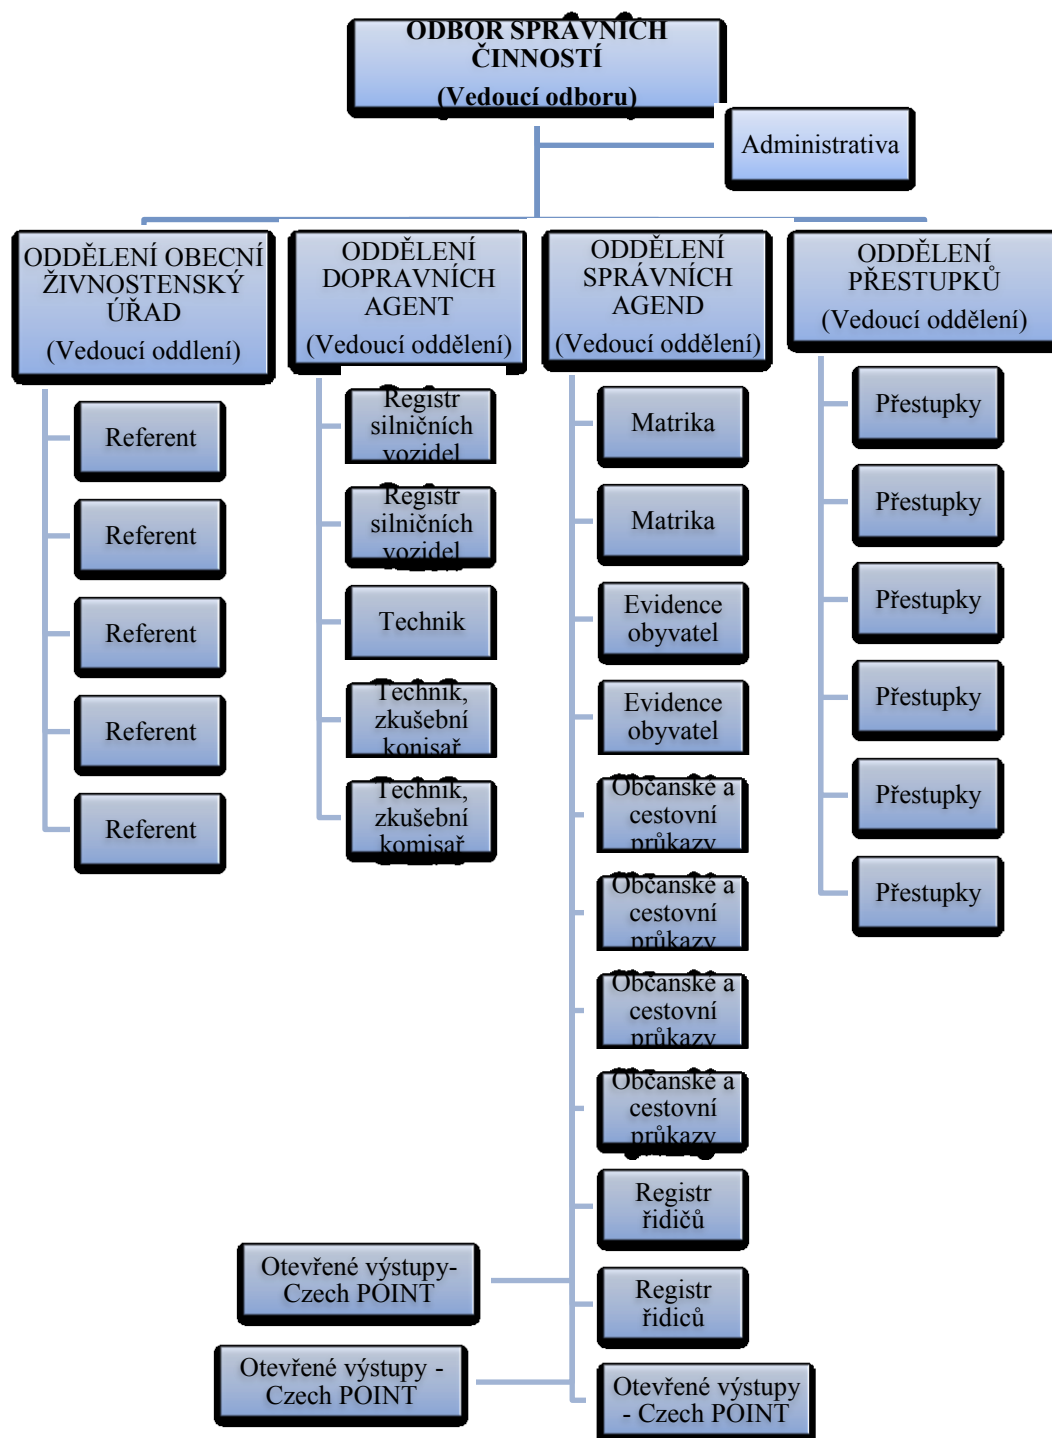 ODBOR SPRÁVNÍCH
ČINNOSTÍ
(Vedoucí odboru)
Administrativa
ODDĚLENÍ OBECNÍ
ŽIVNOSTENSKÝ
ÚŘAD
(Vedoucí oddlení)
Referent
Referent
Referent
Referent
Referent
ODDĚLENÍ
DOPRAVNÍCH
AGENT
(Vedoucí oddělení)
Registr
silničních
vozidel
Registr
silničních
vozidel
Technik
Technik,
zkušební
konisař
Technik,
zkušební
komisař
ODDĚLENÍ
SPRÁVNÍCH
AGEND
(Vedoucí oddělení)
Matrika
Matrika
Evidence
obyvatel
Evidence
obyvatel
Občanské a
cestovní
průkazy
Občanské a
cestovní
průkazy
Občanské a
cestovní
průkazy
Občanské a
cestovní
průkazy
Registr
řidičů
Otevřené výstupy-
Czech POINT
Registr
řidiců
Otevřené výstupy -
Czech POINT
Otevřené výstupy
- Czech POINT
ODDĚLENÍ
PŘESTUPKŮ
(Vedoucí oddělení)
Přestupky
Přestupky
Přestupky
Přestupky
Přestupky
Přestupky